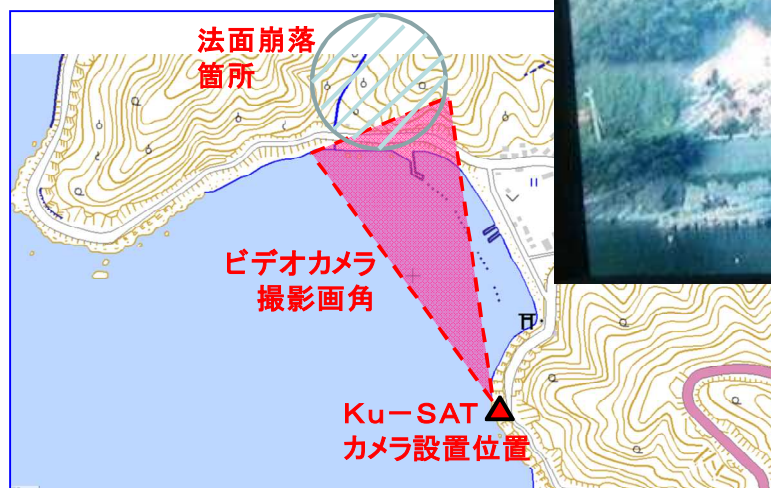 法面崩落
箇所
ビデオカメラ
撮影画角
Ku－SAT
カメラ設置位置